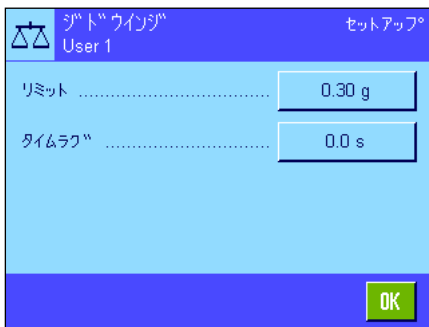 ジドウインジ
セットアップ
User 1
リミット .................................... 0.30 g
タイムラグ ............................... 0.0 s
OK